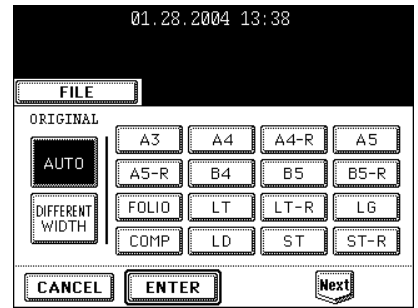 01.28.2004 13:38
FILE
ORIGINAL
AUTO
DIFFERENT
WIDTH
A3 A4 A4-R A5
A5-R B4 B5 B5-R
FOLIO LT LT-R LG
COMP LD ST ST-R
CANCEL ENTER Next